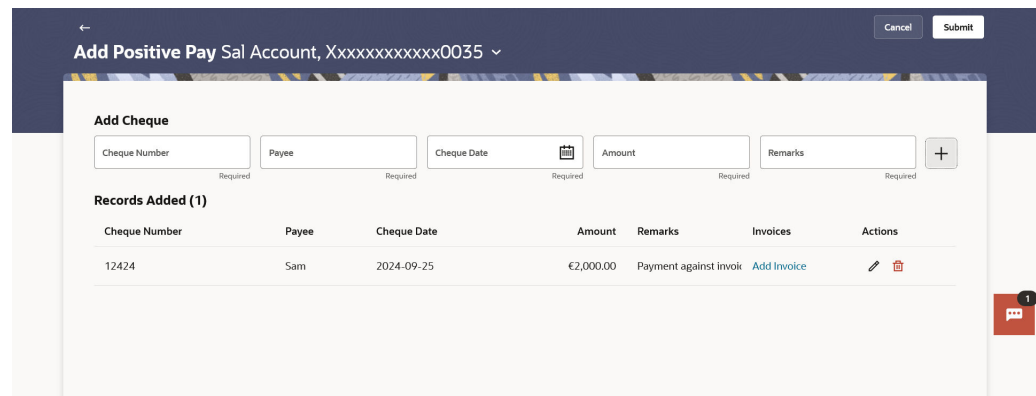 Cancel Submit
Add Positive Pay Sal Account, Xxxxxxxxxxxx0035
Add Cheque
Cheque Number Payee Cheque Date Amount Remarks
Required Required Required Required Required
Records Added (1)
Cheque Number Payee Cheque Date Amount Remarks Invoices Actions
12424 Sam 2024-09-25 €2,000.00 Payment against invoic Add Invoice
1